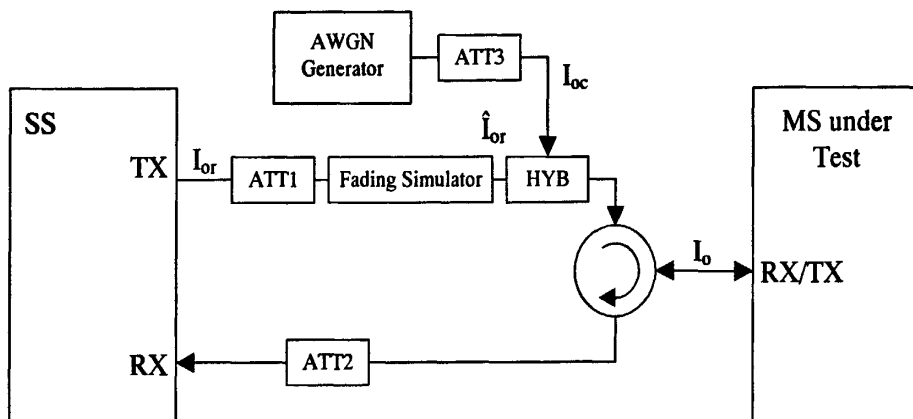 AWGN
Generator
ATT3
I_oc
SS
TX
I_or
ATT1
Fading Simulator
Î_or
HYB
MS under
Test
I_o
RX/TX
RX
ATT2